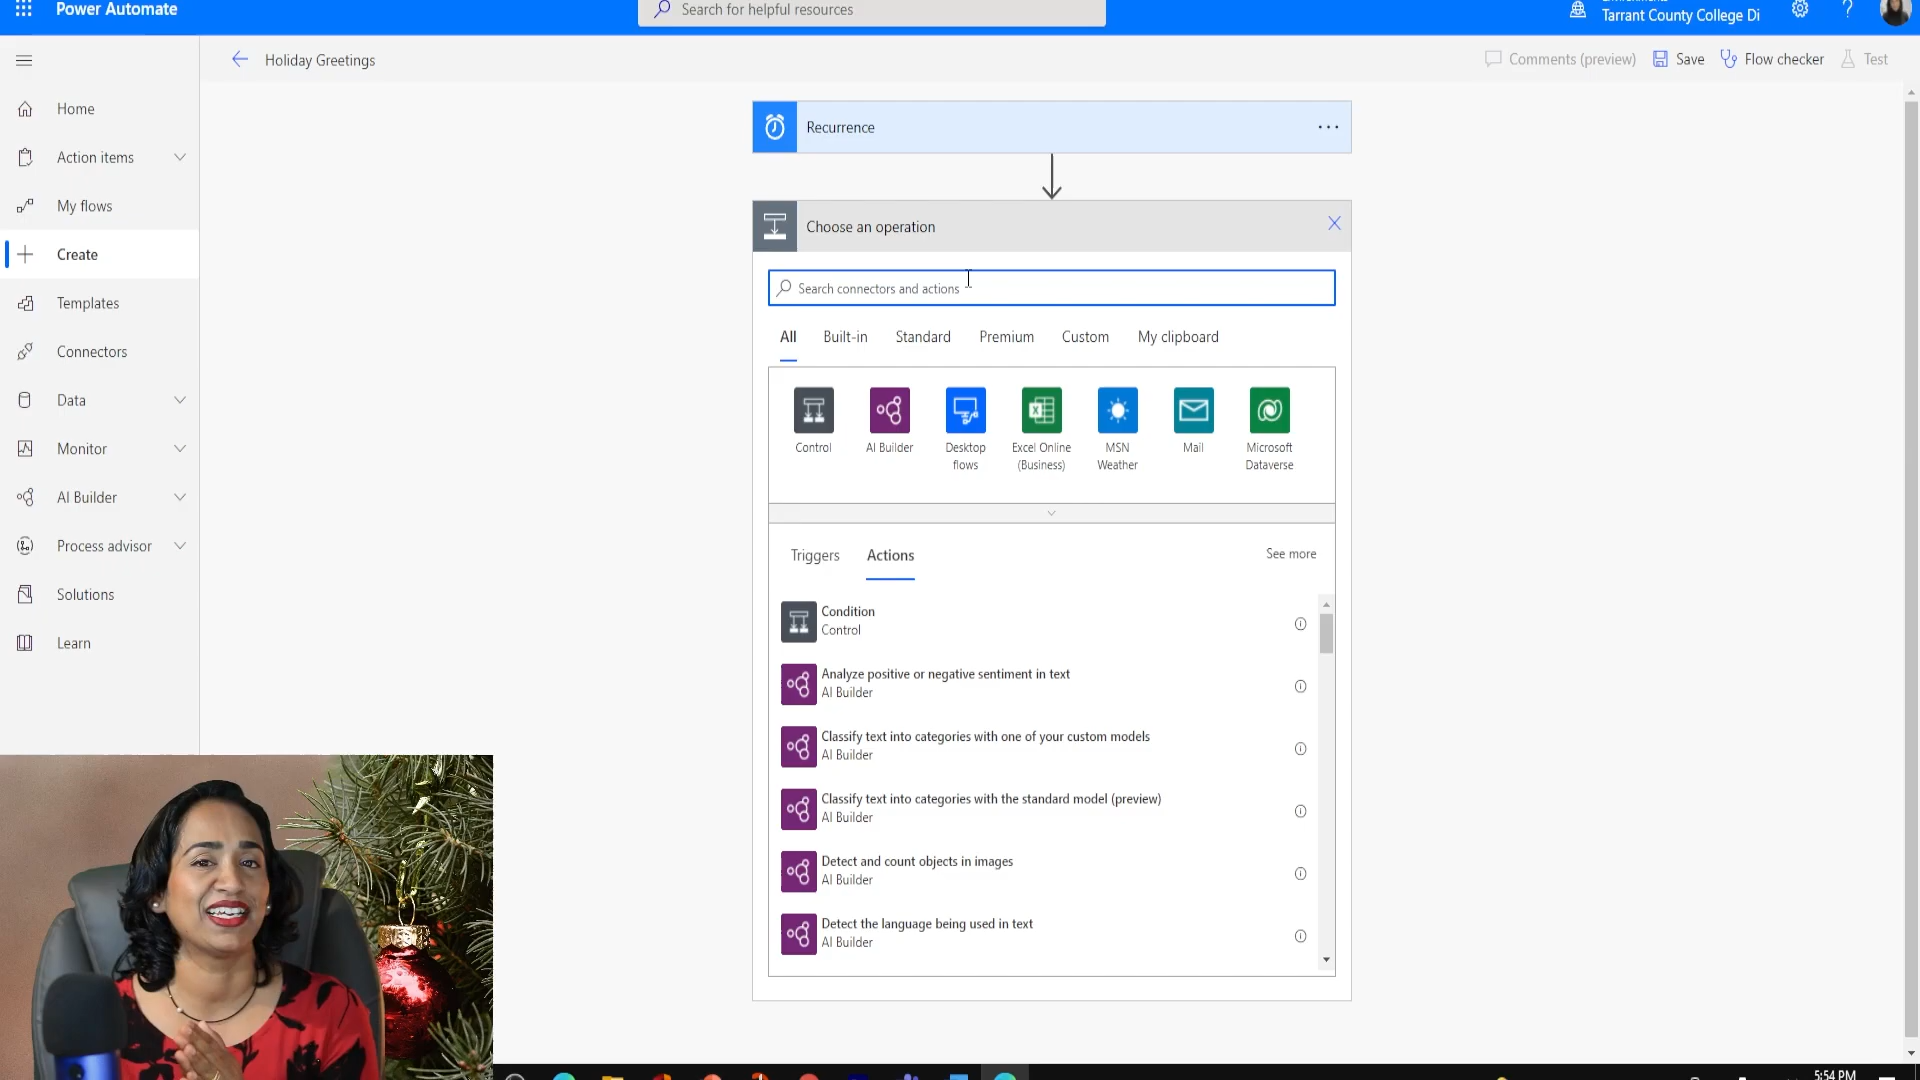 Power Automate
Search for helpful resources
Tarrant County College Di
Holiday Greetings
Comments (preview)
Save
Flow checker
Test
Home
Action items
My flows
Create
Templates
Connectors
Data
Monitor
AI Builder
Process advisor
Solutions
Learn
Recurrence
Choose an operation
Search connectors and actions
All
Built-in
Standard
Premium
Custom
My clipboard
Control
AI Builder
Desktop
flows
Excel Online
(Business)
MSN
Weather
Mail
Microsoft
Dataverse
Triggers
Actions
See more
Condition
Control
Analyze positive or negative sentiment in text
AI Builder
Classify text into categories with one of your custom models
AI Builder
Classify text into categories with the standard model (preview)
AI Builder
Detect and count objects in images
AI Builder
Detect the language being used in text
AI Builder
5:54 PM